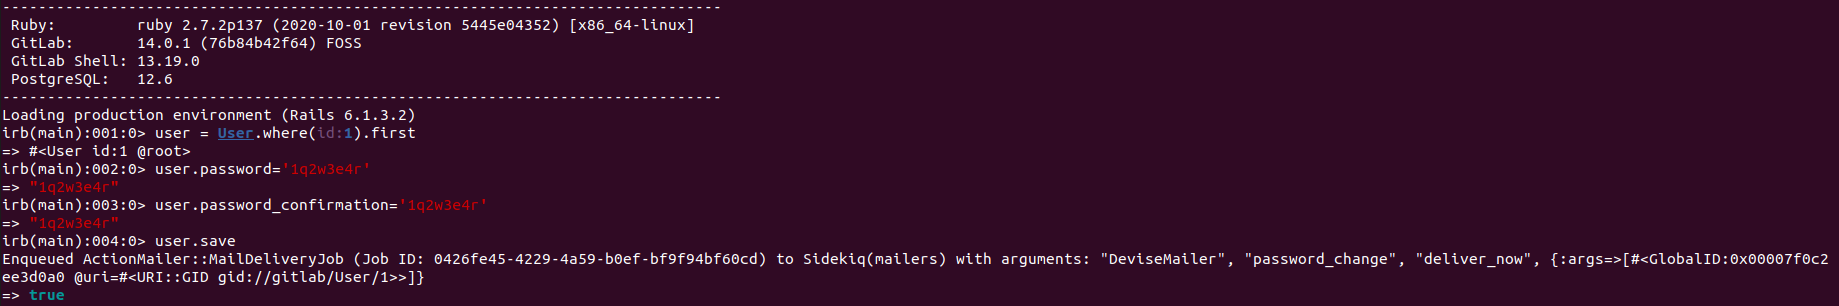 --------------------------------------------------------------------------------
 Ruby:         ruby 2.7.2p137 (2020-10-01 revision 5445e04352) [x86_64-linux]
 GitLab:       14.0.1 (76b84b42f64) FOSS
 GitLab Shell: 13.19.0
 PostgreSQL:   12.6
--------------------------------------------------------------------------------
Loading production environment (Rails 6.1.3.2)
irb(main):001:0> user = User.where(id:1).first
=> #<User id:1 @root>
irb(main):002:0> user.password='1q2w3e4r'
=> "1q2w3e4r"
irb(main):003:0> user.password_confirmation='1q2w3e4r'
=> "1q2w3e4r"
irb(main):004:0> user.save
Enqueued ActionMailer::MailDeliveryJob (Job ID: 0426fe45-4229-4a59-b0ef-bf9f94bf60cd) to Sidekiq(mailers) with arguments: "DeviseMailer", "password_change", "deliver_now", {:args=>[#<GlobalID:0x00007f0c2
ee3d0a0 @uri=#<URI::GID gid://gitlab/User/1>>]}
=> true